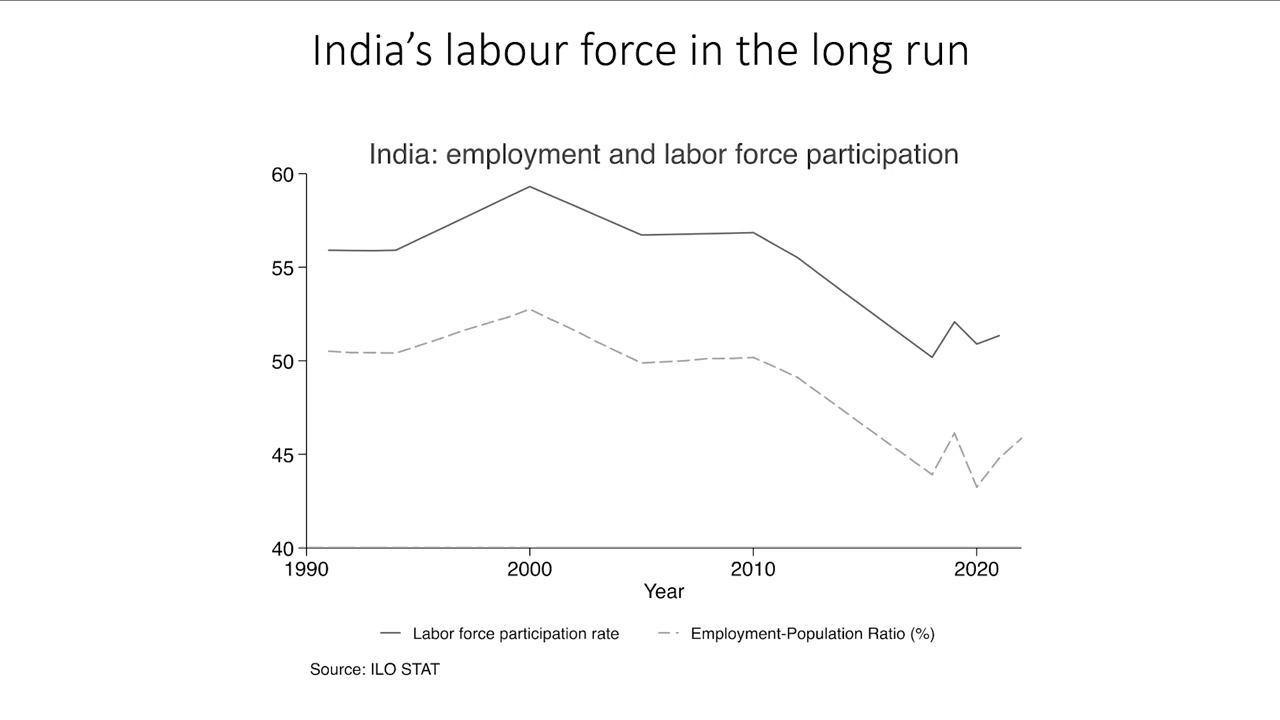 India’s labour force in the long run
India: employment and labor force participation
60
55
50
45
40
1990 2000 2010 2020
Year
Labor force participation rate Employment-Population Ratio (%)
Source: ILO STAT